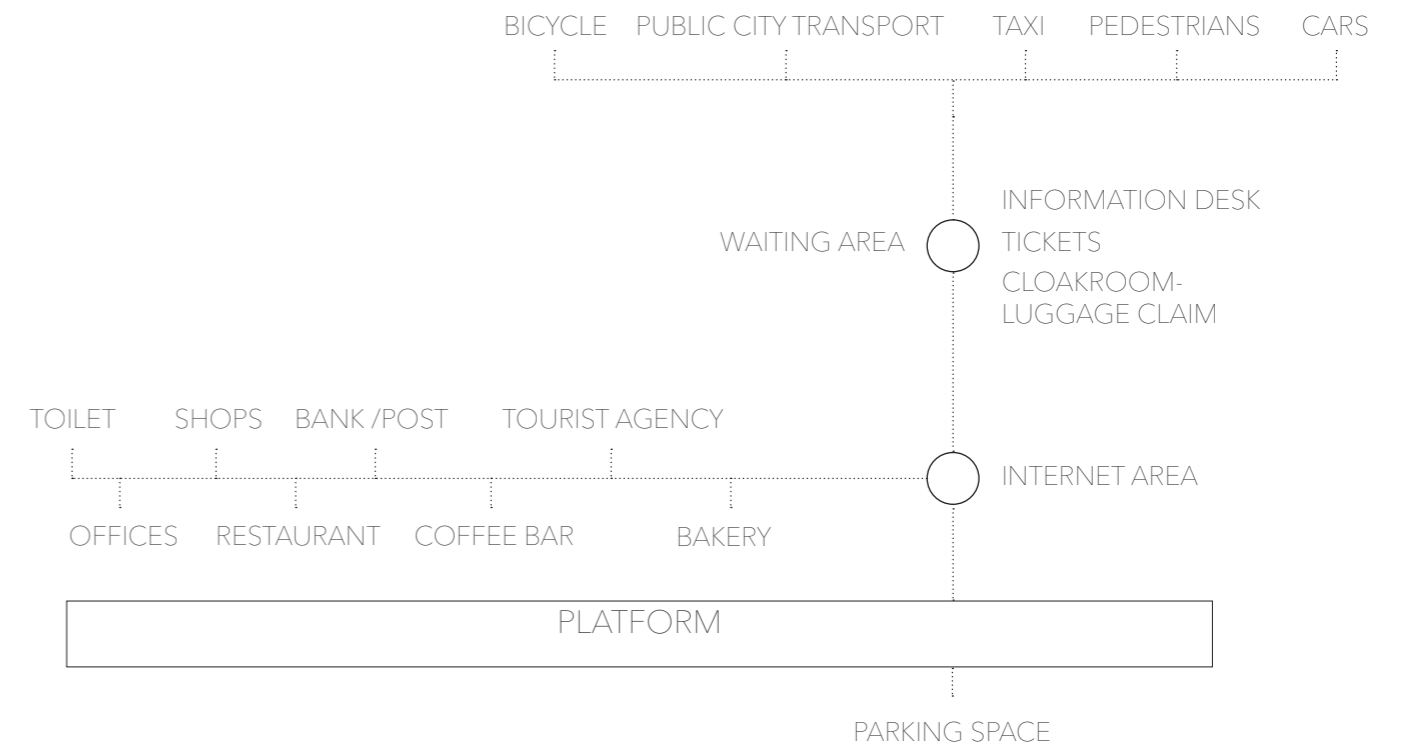 BICYCLE PUBLIC CITY TRANSPORT TAXI PEDESTRIANS CARS
INFORMATION DESK
WAITING AREA TICKETS
CLOAKROOM-
LUGGAGE CLAIM
TOILET SHOPS BANK /POST TOURIST AGENCY
INTERNET AREA
OFFICES RESTAURANT COFFEE BAR BAKERY
PLATFORM
PARKING SPACE